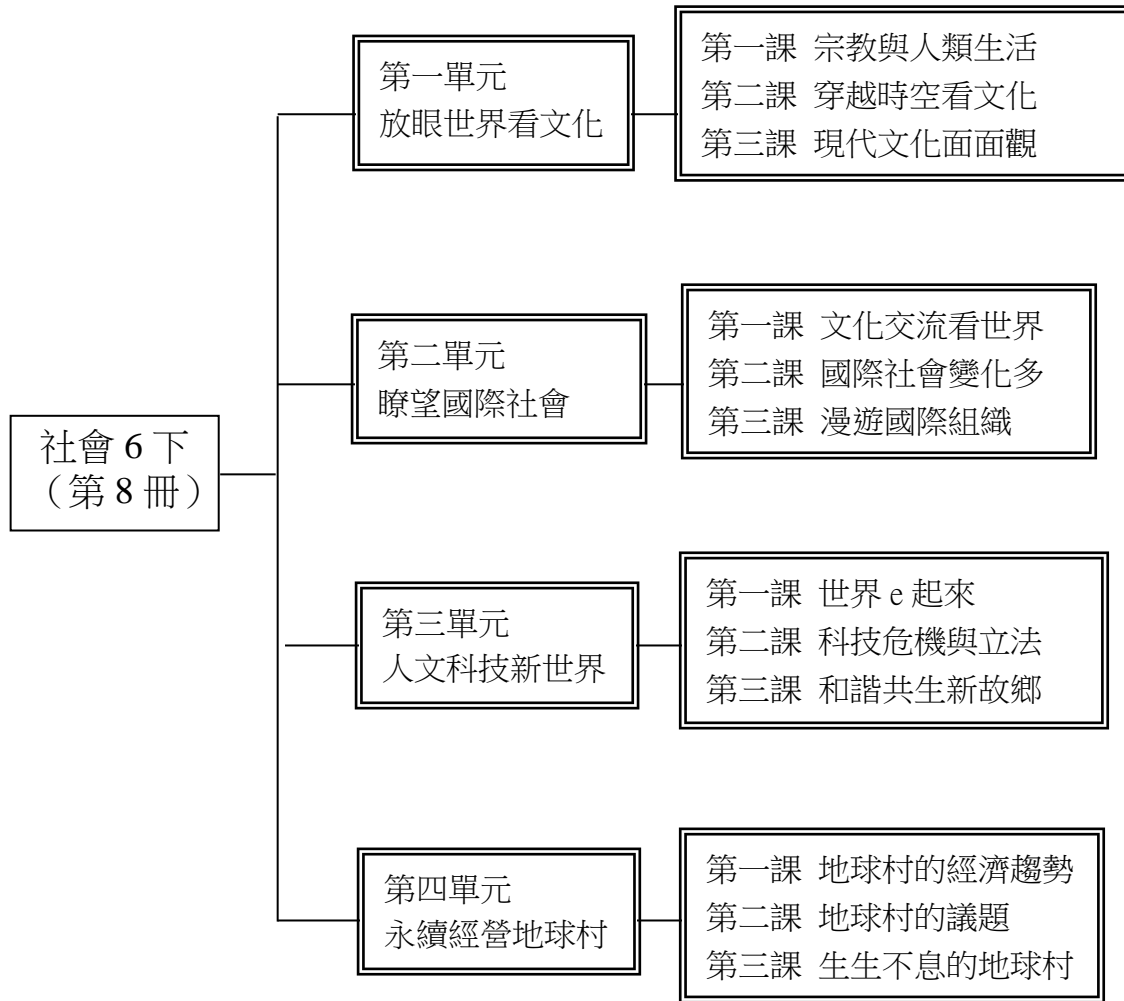 社會 6 下
（第 8 冊）
第一單元
放眼世界看文化
第一課 宗教與人類生活
第二課 穿越時空看文化
第三課 現代文化面面觀
第二單元
瞭望國際社會
第一課 文化交流看世界
第二課 國際社會變化多
第三課 漫遊國際組織
第三單元
人文科技新世界
第一課 世界 e 起來
第二課 科技危機與立法
第三課 和諧共生新故鄉
第四單元
永續經營地球村
第一課 地球村的經濟趨勢
第二課 地球村的議題
第三課 生生不息的地球村